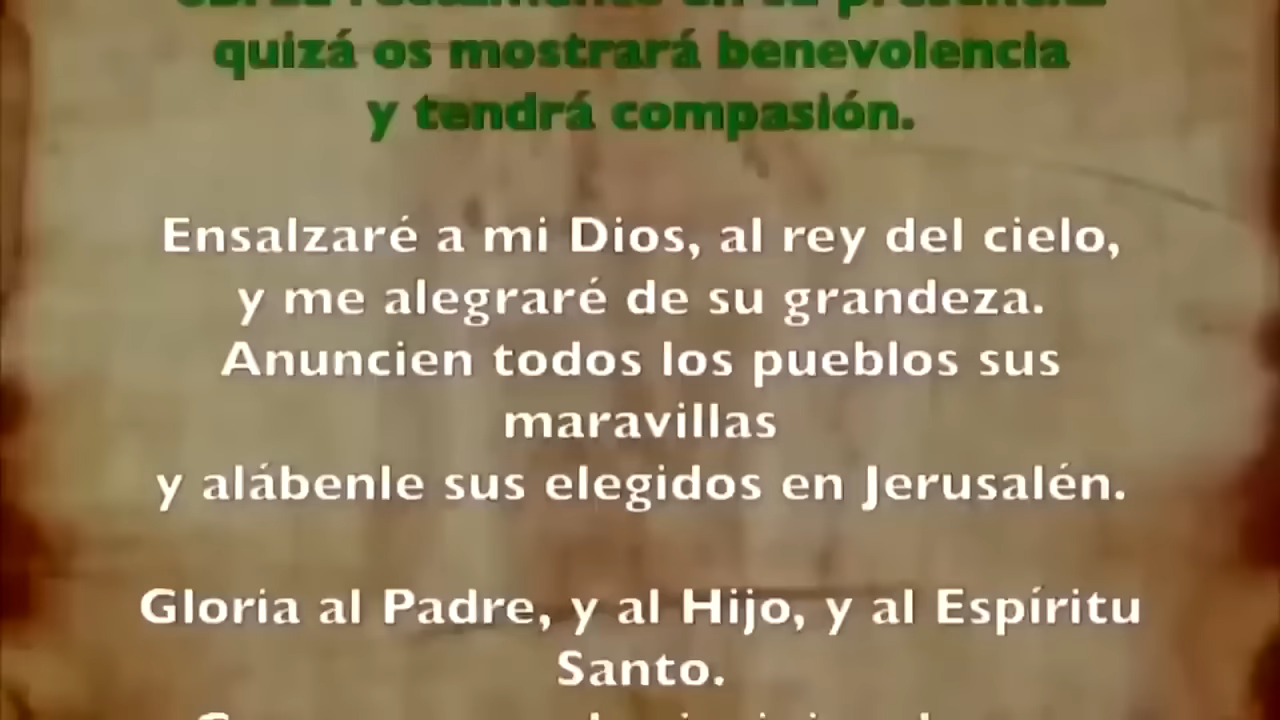 quizá os mostrará benevolencia
y tendrá compasión.
Ensalzaré a mi Dios, al rey del cielo,
y me alegraré de su grandeza.
Anuncien todos los pueblos sus
maravillas
y alábenle sus elegidos en Jerusalén.
Gloria al Padre, y al Hijo, y al Espíritu
Santo.